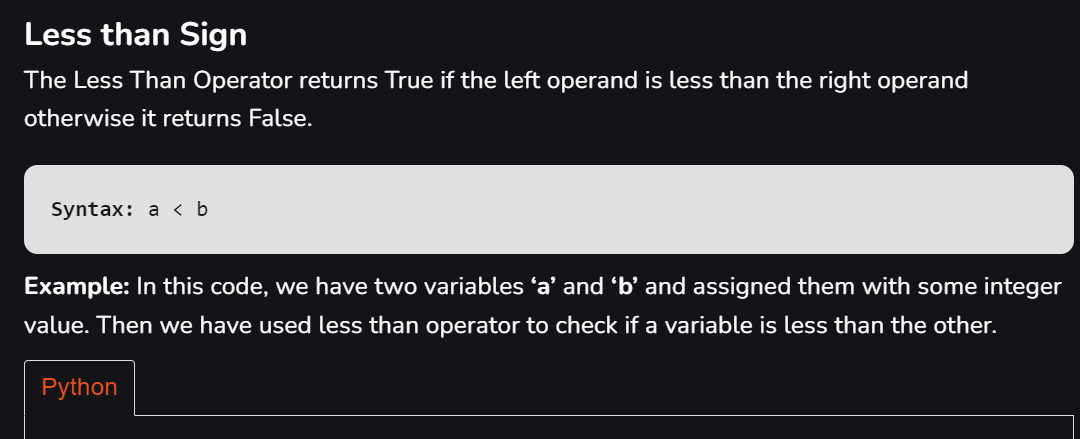 Less than Sign
The Less Than Operator returns True if the left operand is less than the right operand
otherwise it returns False.
Syntax: a < b
Example: In this code, we have two variables ‘a’ and ‘b’ and assigned them with some integer
value. Then we have used less than operator to check if a variable is less than the other.
Python